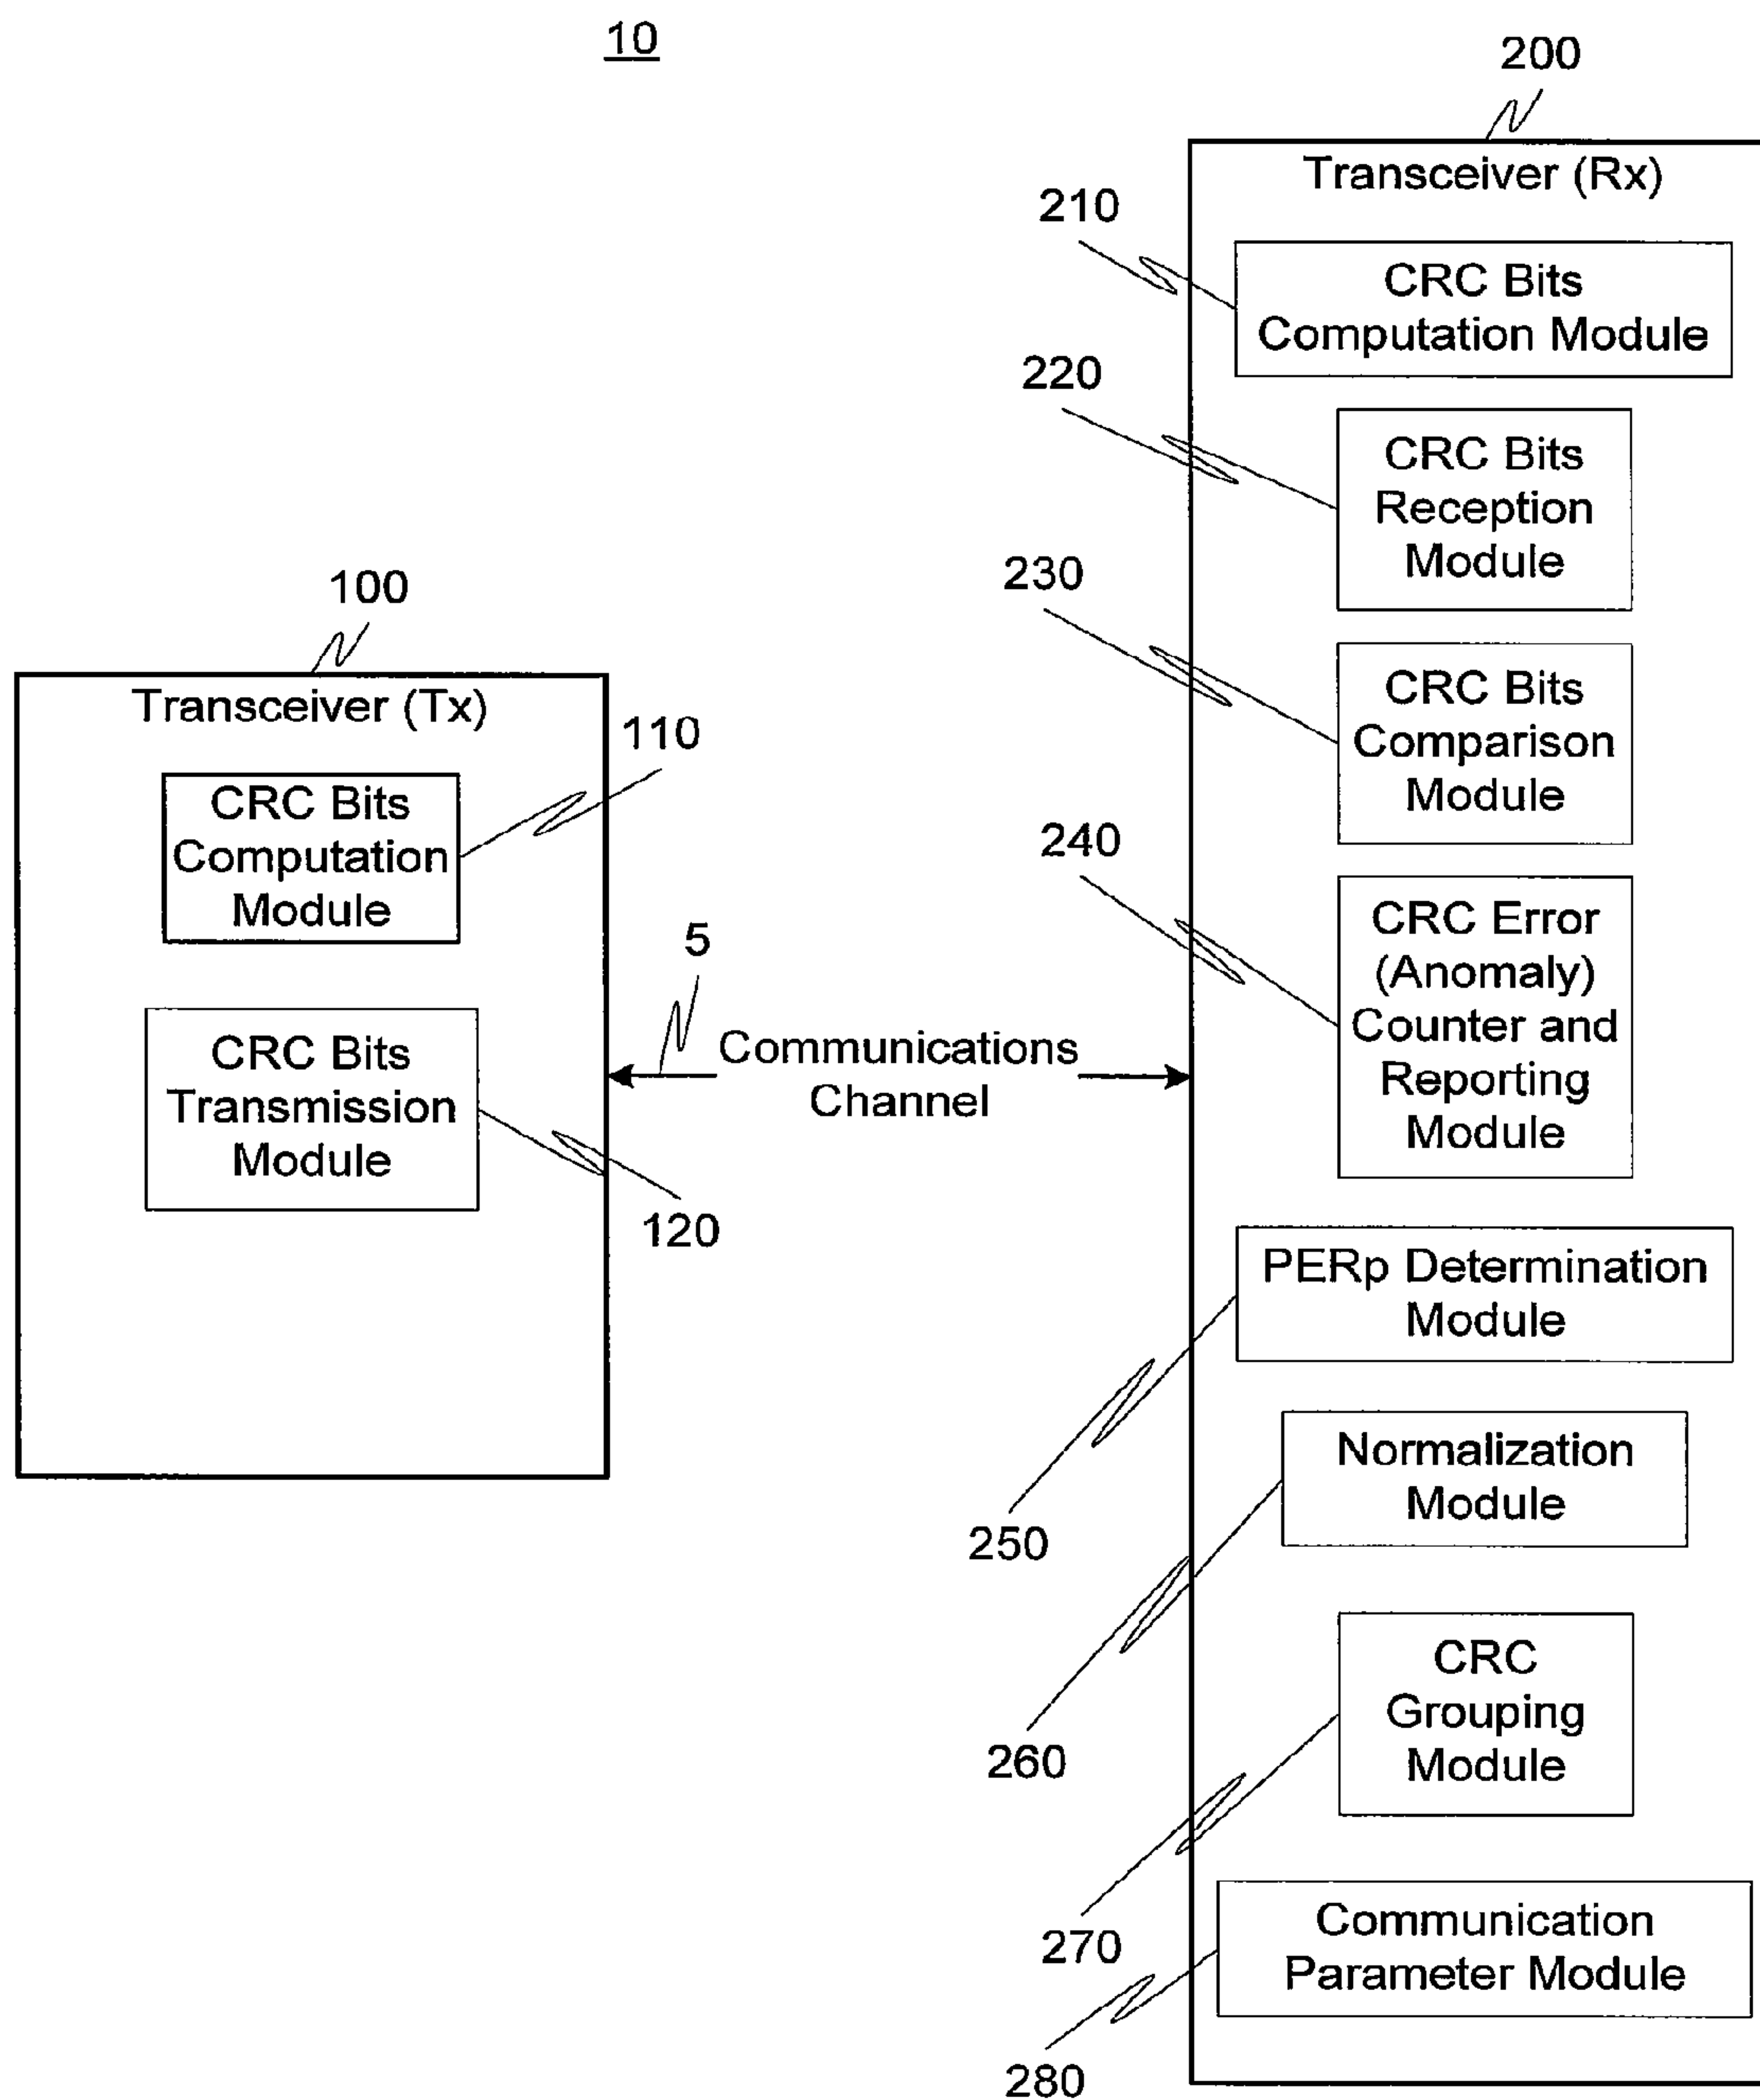 10
200
Transceiver (Rx)
210
CRC Bits
Computation Module
220
CRC Bits
Reception
Module
230
CRC Bits
Comparison
Module
240
CRC Error
(Anomaly)
Counter and
Reporting
Module
PERp Determination
Module
250
Normalization
Module
260
CRC
Grouping
Module
270
Communication
Parameter Module
280
100
Transceiver (Tx)
110
CRC Bits
Computation
Module
CRC Bits
Transmission
Module
120
5
Communications
Channel